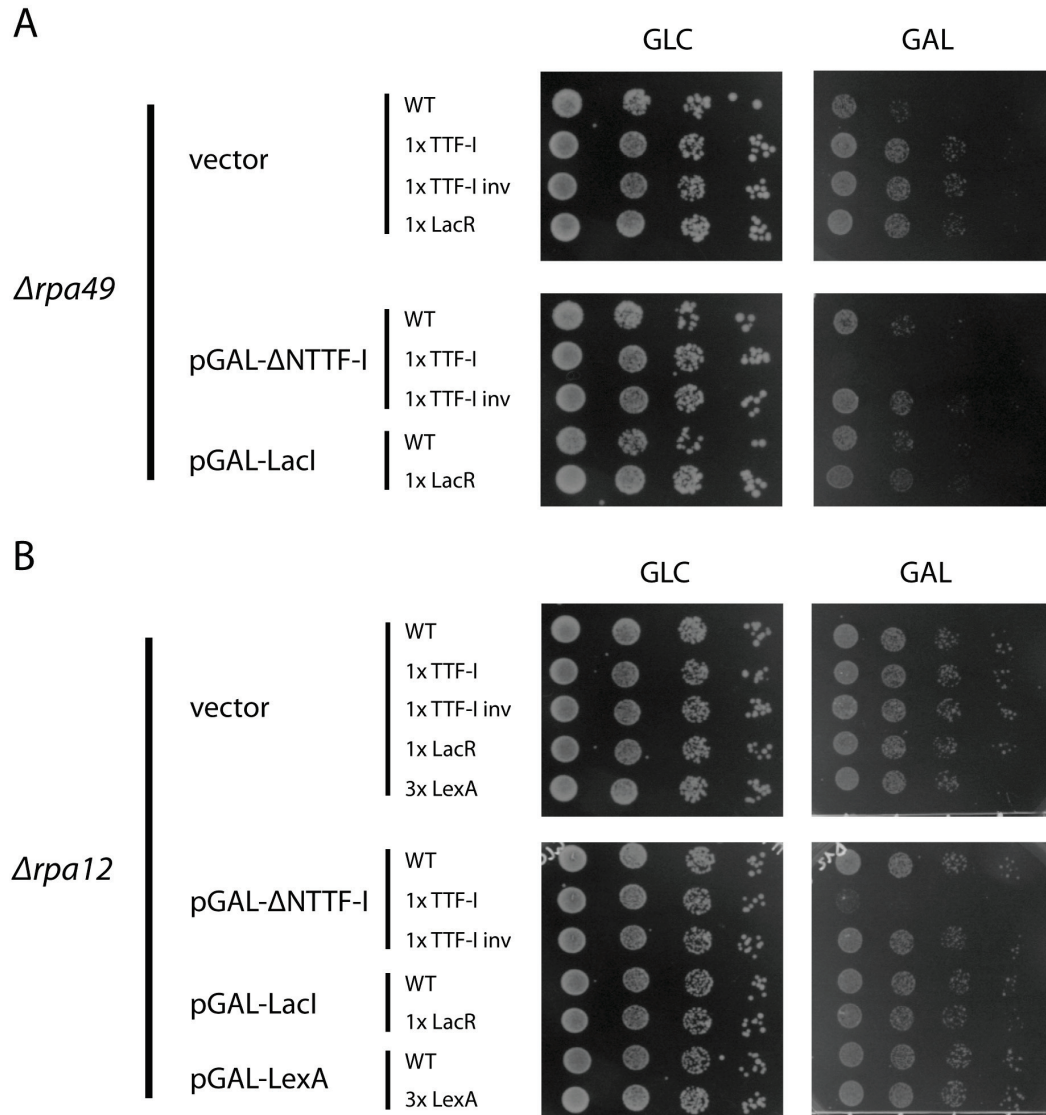 A
GLC GAL
Δrpa49
vector
WT
1x TTF-I
1x TTF-I inv
1x LacR
pGAL-ΔNTTF-I
WT
1x TTF-I
1x TTF-I inv
pGAL-LacI
WT
1x LacR
B
GLC GAL
Δrpa12
vector
WT
1x TTF-I
1x TTF-I inv
1x LacR
3x LexA
pGAL-ΔNTTF-I
WT
1x TTF-I
1x TTF-I inv
pGAL-LacI
WT
1x LacR
pGAL-LexA
WT
3x LexA